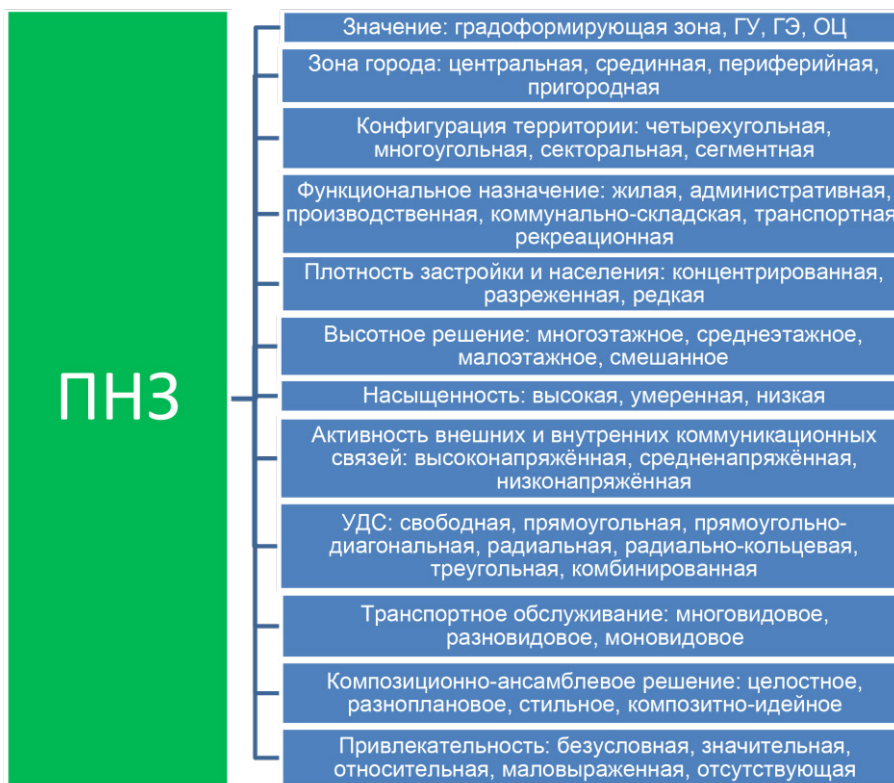 ПНЗ
Значение: градоформирующая зона, ГУ, ГЭ, ОЦ
Зона города: центральная, срединная, периферийная,
пригородная
Конфигурация территории: четырехугольная,
многоугольная, секторальная, сегментная
Функциональное назначение: жилая, административная,
производственная, коммунально-складская, транспортная
рекреационная
Плотность застройки и населения: концентрированная,
разреженная, редкая
Высотное решение: многоэтажное, среднеэтажное,
малоэтажное, смешанное
Насыщенность: высокая, умеренная, низкая
Активность внешних и внутренних коммуникационных
связей: высоконапряжённая, средненапряжённая,
низконапряжённая
УДС: свободная, прямоугольная, прямоугольно-
диагональная, радиальная, радиально-кольцевая,
треугольная, комбинированная
Транспортное обслуживание: многовидовое,
разновидовое, моновидовое
Композиционно-ансамблевое решение: целостное,
разноплановое, стильное, композитно-идейное
Привлекательность: безусловная, значительная,
относительная, маловыраженная, отсутствующая